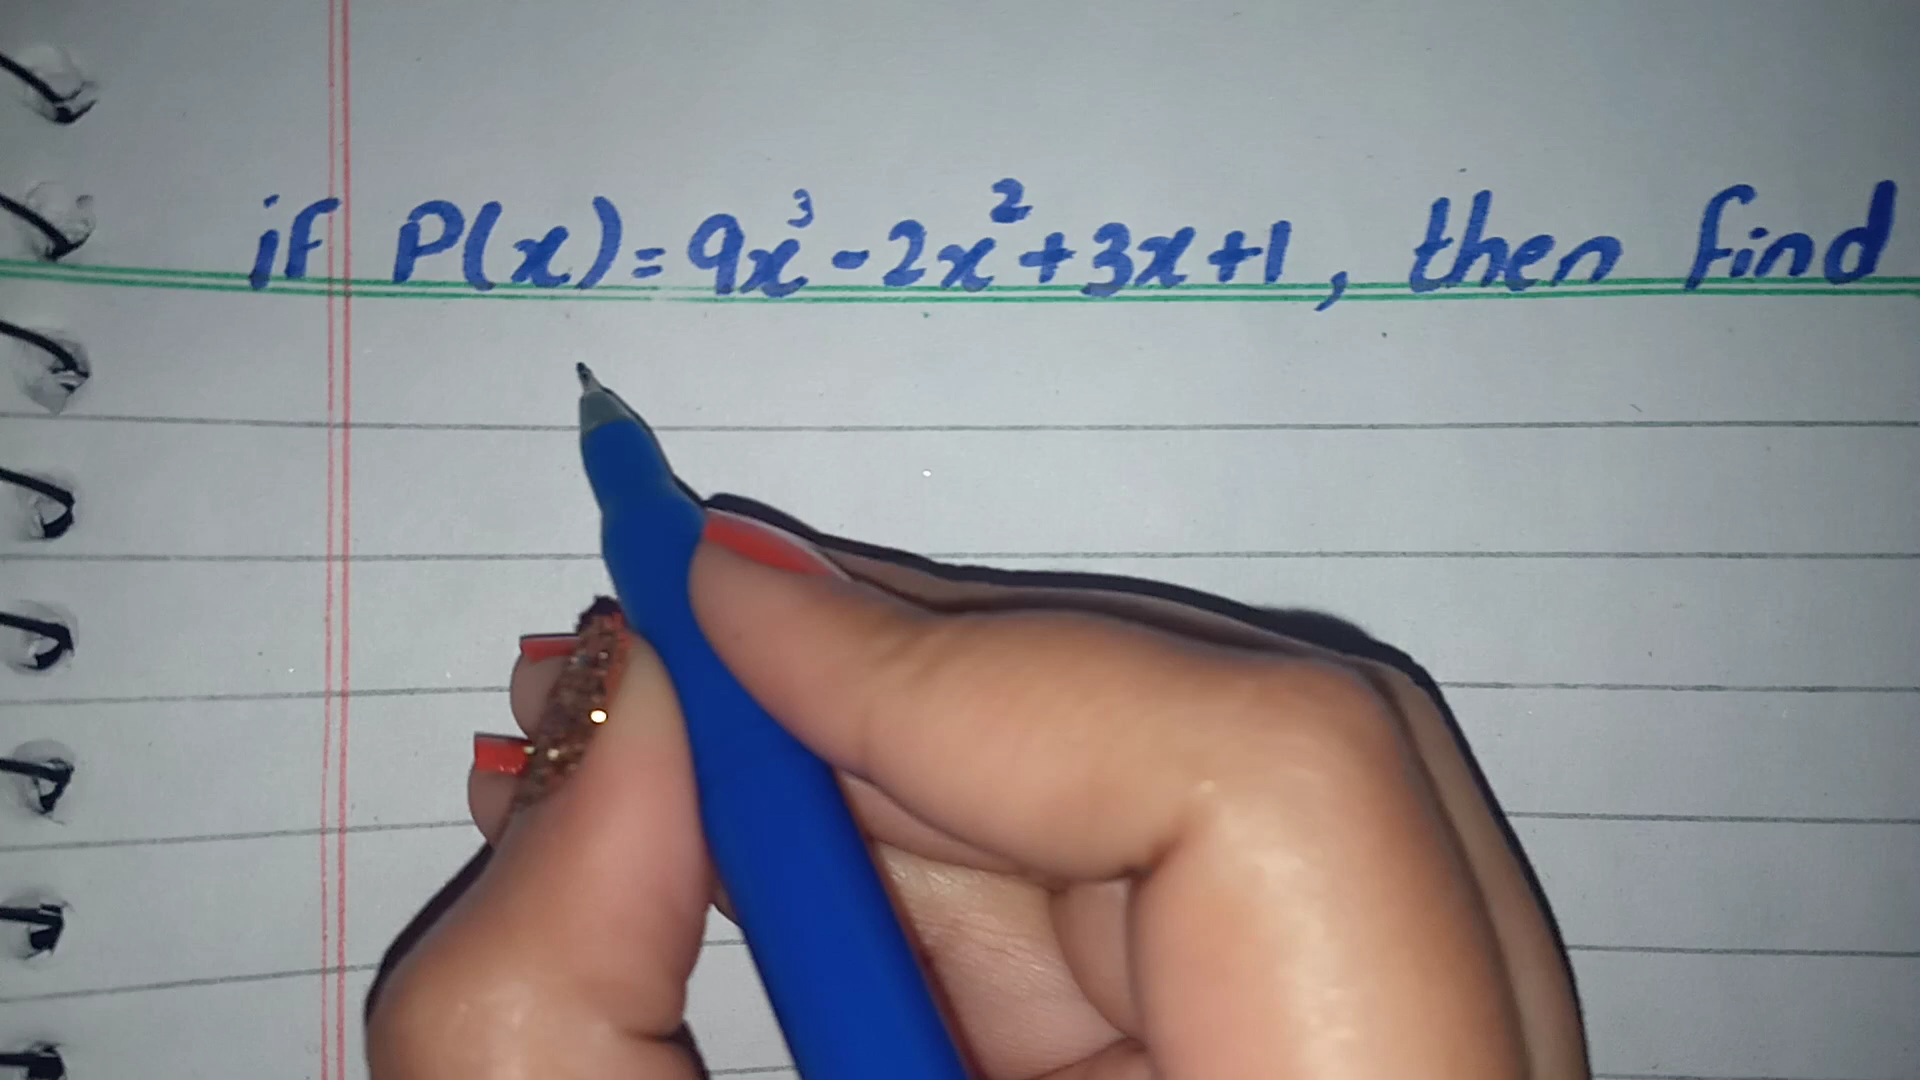 if P(x)=9x³-2x²+3x+1, then find